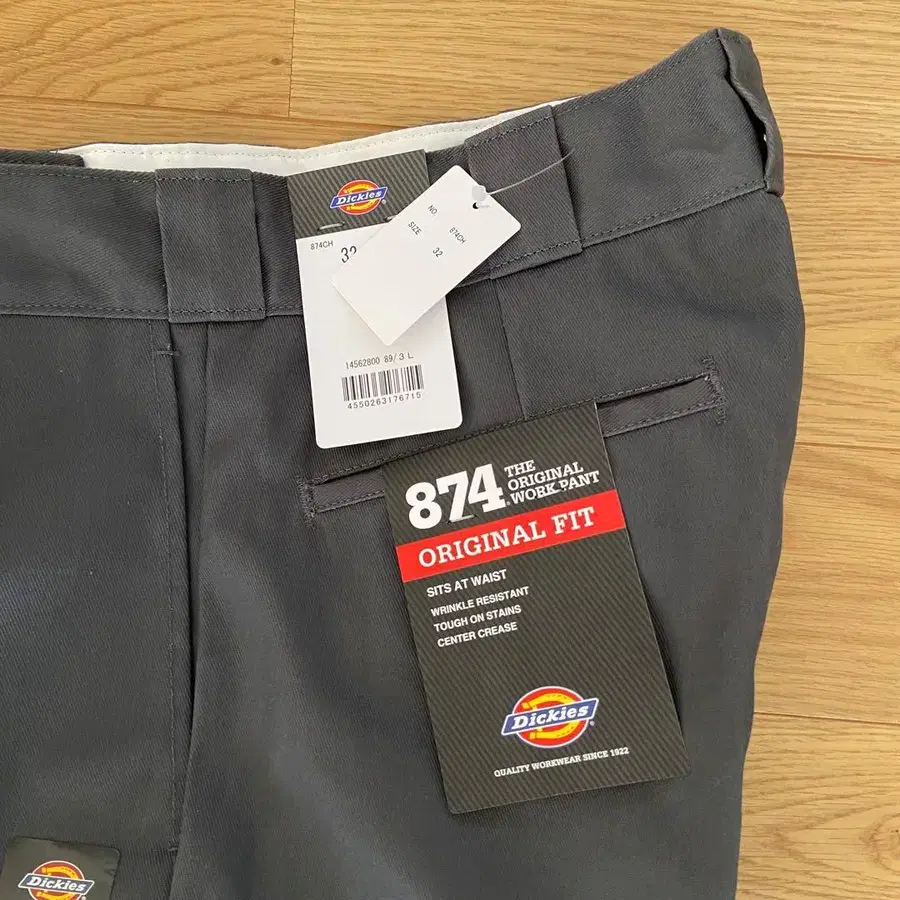 Dickies
874CH
32
NO.
874CH
SIZE
32
14562800 89/3L
4550263176715
874 THE ORIGINAL WORK PANT
ORIGINAL FIT
SITS AT WAIST
WRINKLE RESISTANT
TOUGH ON STAINS
CENTER CREASE
Dickies
QUALITY WORKWEAR SINCE 1922
Dickies